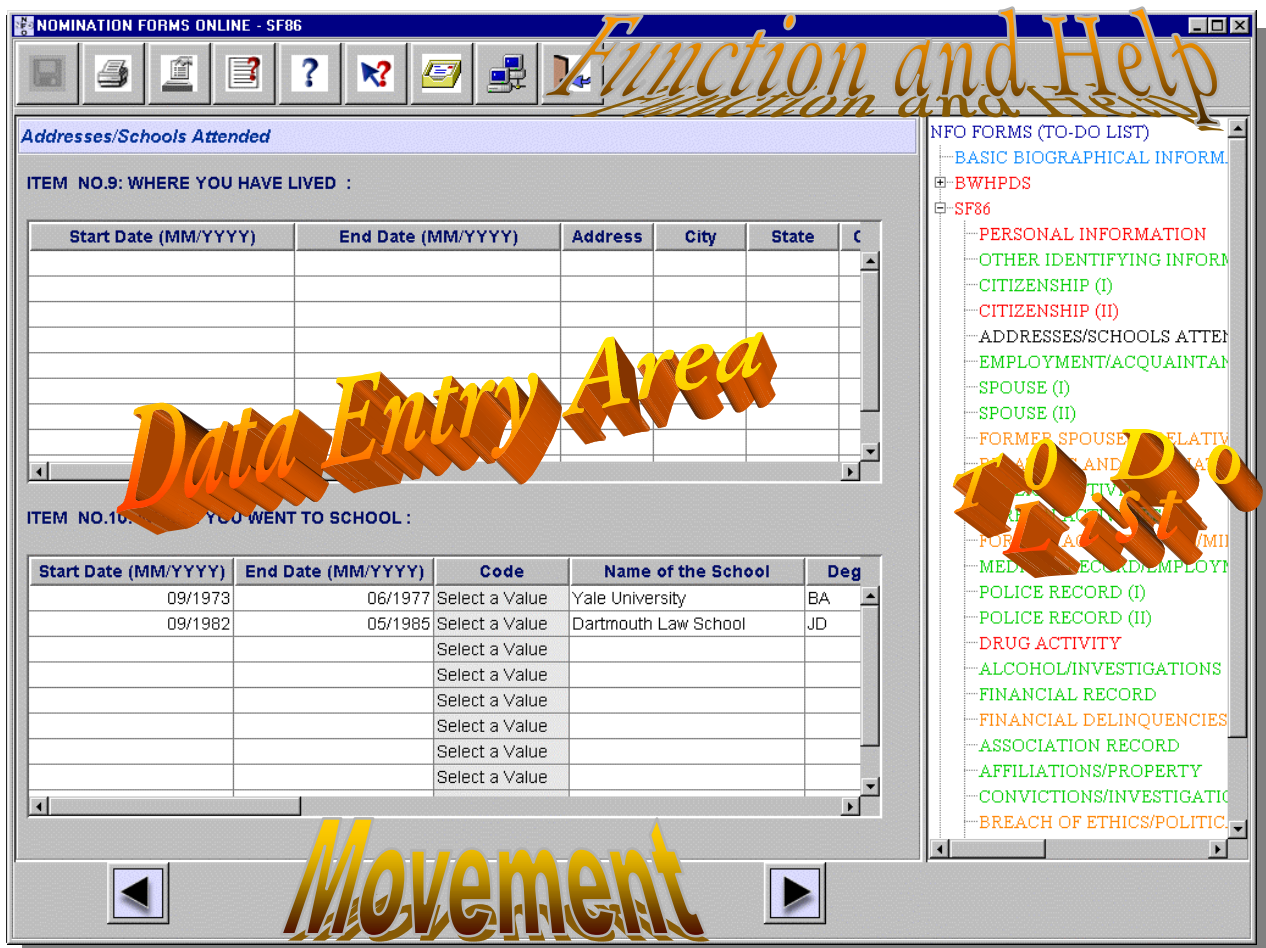 NOMINATION FORMS ONLINE - SF86
Function and Help
Addresses/Schools Attended
ITEM NO.9: WHERE YOU HAVE LIVED :
Start Date (MM/YYYY) End Date (MM/YYYY) Address City State C
Data Entry Area
ITEM NO.10: YOU WENT TO SCHOOL :
Start Date (MM/YYYY) End Date (MM/YYYY) Code Name of the School Deg
09/1973 06/1977 Select a Value Yale University BA
09/1982 05/1985 Select a Value Dartmouth Law School JD
Select a Value
Select a Value
Select a Value
Select a Value
Select a Value
Select a Value
Movement
NFO FORMS (TO-DO LIST)
BASIC BIOGRAPHICAL INFORM
BWHPDS
SF86
PERSONAL INFORMATION
OTHER IDENTIFYING INFORM
CITIZENSHIP (I)
CITIZENSHIP (II)
ADDRESSES/SCHOOLS ATTEN
EMPLOYMENT/ACQUAINTAN
SPOUSE (I)
SPOUSE (II)
FORMER SPOUSE
AND
To Do
List
POLICE RECORD (I)
POLICE RECORD (II)
DRUG ACTIVITY
ALCOHOL/INVESTIGATIONS
FINANCIAL RECORD
FINANCIAL DELINQUENCIES
ASSOCIATION RECORD
AFFILIATIONS/PROPERTY
CONVICTIONS/INVESTIGATIO
BREACH OF ETHICS/POLITIC